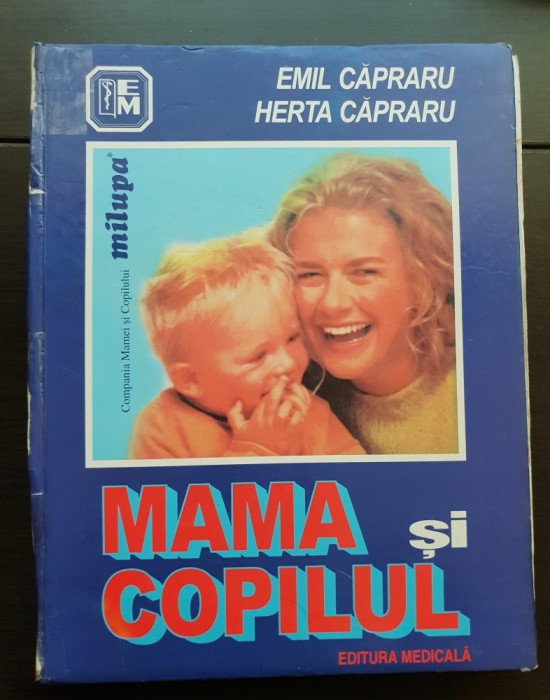 EM
EMIL CĂPRARU
HERTA CĂPRARU
milupa®
Compania Mamei și Copilului
MAMA și
COPILUL
EDITURA MEDICALĂ